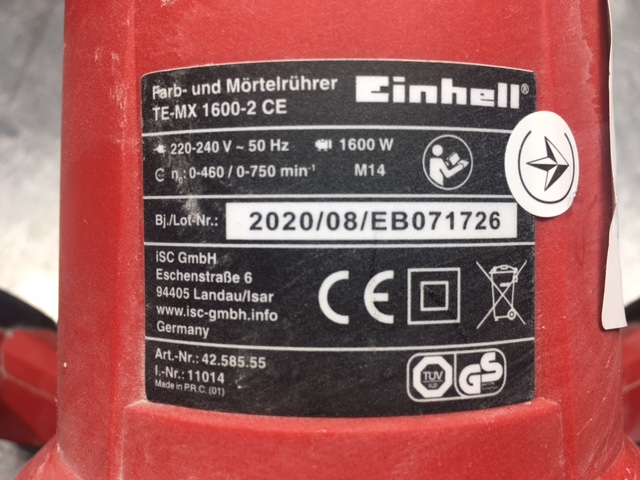 Farb- und Mörtelrührer
TE-MX 1600-2 CE
Einhell®
220-240 V ~ 50 Hz
1600 W
n₀: 0-460 / 0-750 min⁻¹
M14
Bj./Lot-Nr.:
2020/08/EB071726
iSC GmbH
Eschenstraße 6
94405 Landau/Isar
www.isc-gmbh.info
Germany
CE
Art.-Nr.: 42.585.55
I.-Nr.: 11014
Made in P.R.C. (01)
TÜV
SÜD
GS